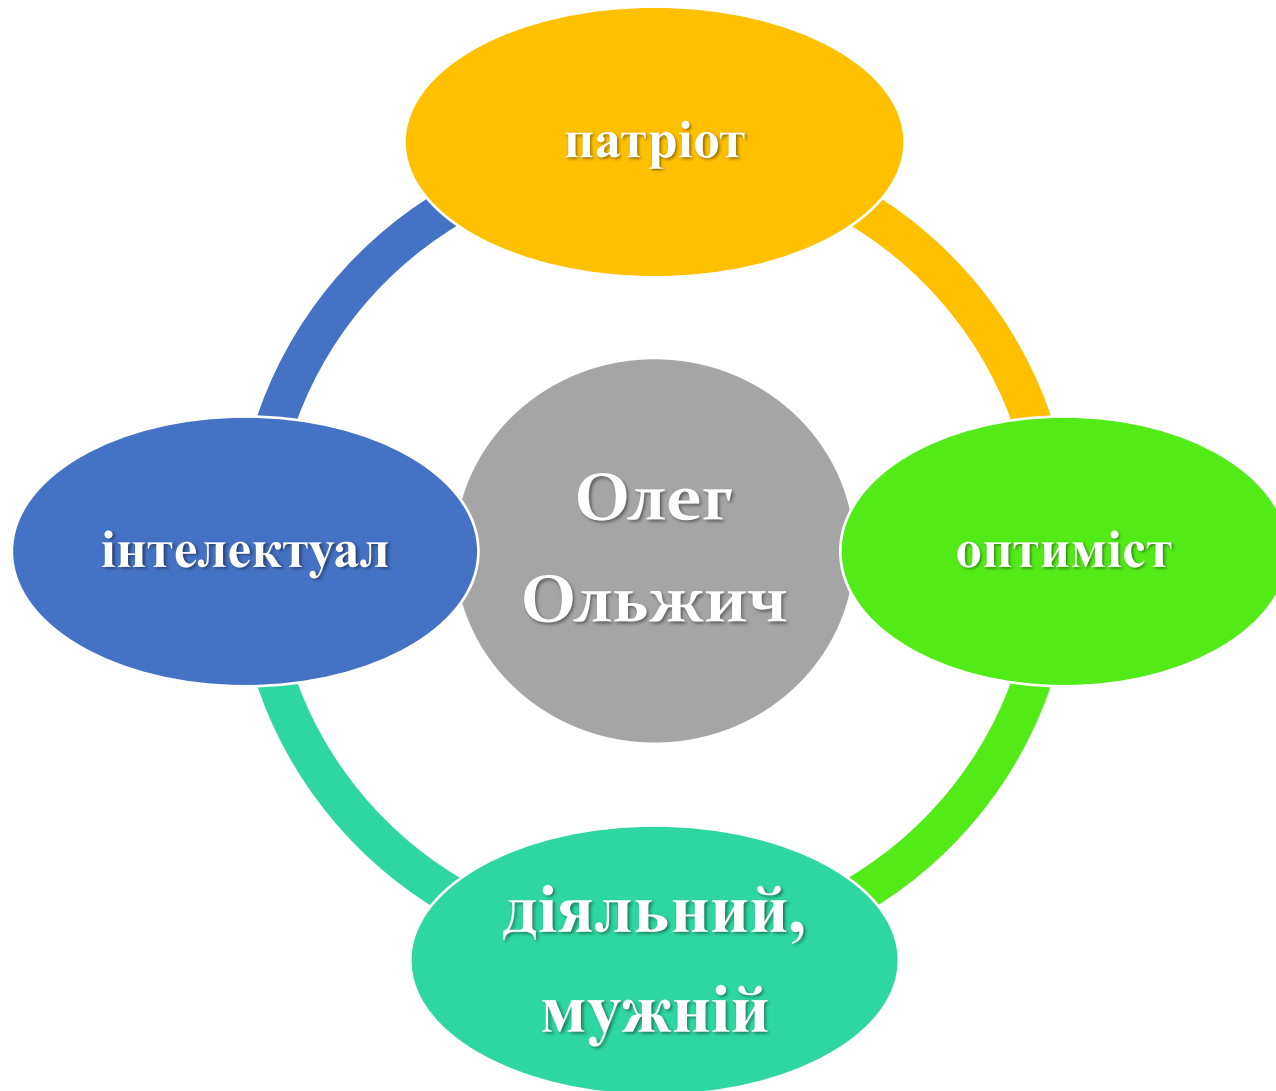 патріот
інтелектуал
Олег
Ольжич
оптиміст
діяльний,
мужній